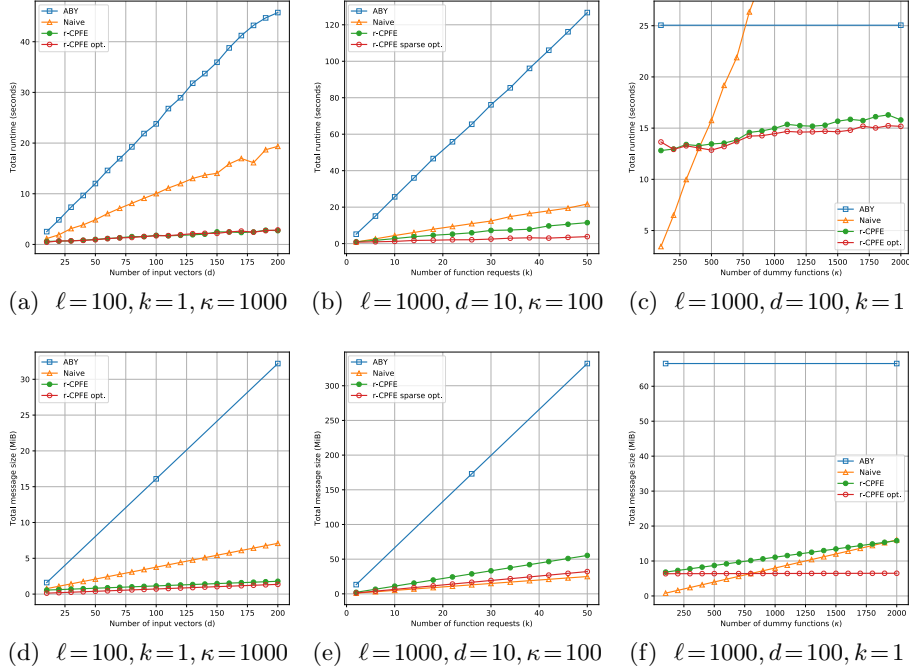 ABY
Naive
r-CPFE
r-CPFE opt.
Total runtime (seconds)
0
10
20
30
40
25
50
75
100
125
150
175
200
Number of input vectors (d)
(a) ℓ=100, k=1, κ=1000
ABY
Naive
r-CPFE
r-CPFE sparse opt.
Total runtime (seconds)
0
20
40
60
80
100
120
0
10
20
30
40
50
Number of function requests (k)
(b) ℓ=1000, d=10, κ=100
ABY
Naive
r-CPFE
r-CPFE opt.
Total runtime (seconds)
5
10
15
20
25
250
500
750
1000
1250
1500
1750
2000
Number of dummy functions (κ)
(c) ℓ=1000, d=100, k=1
ABY
Naive
r-CPFE
r-CPFE opt.
Total message size (MiB)
0
5
10
15
20
25
30
25
50
75
100
125
150
175
200
Number of input vectors (d)
(d) ℓ=100, k=1, κ=1000
ABY
Naive
r-CPFE
r-CPFE sparse opt.
Total message size (MiB)
0
50
100
150
200
250
300
0
10
20
30
40
50
Number of function requests (k)
(e) ℓ=1000, d=10, κ=100
ABY
Naive
r-CPFE
r-CPFE opt.
Total message size (MiB)
0
10
20
30
40
50
60
250
500
750
1000
1250
1500
1750
2000
Number of dummy functions (κ)
(f) ℓ=1000, d=100, k=1